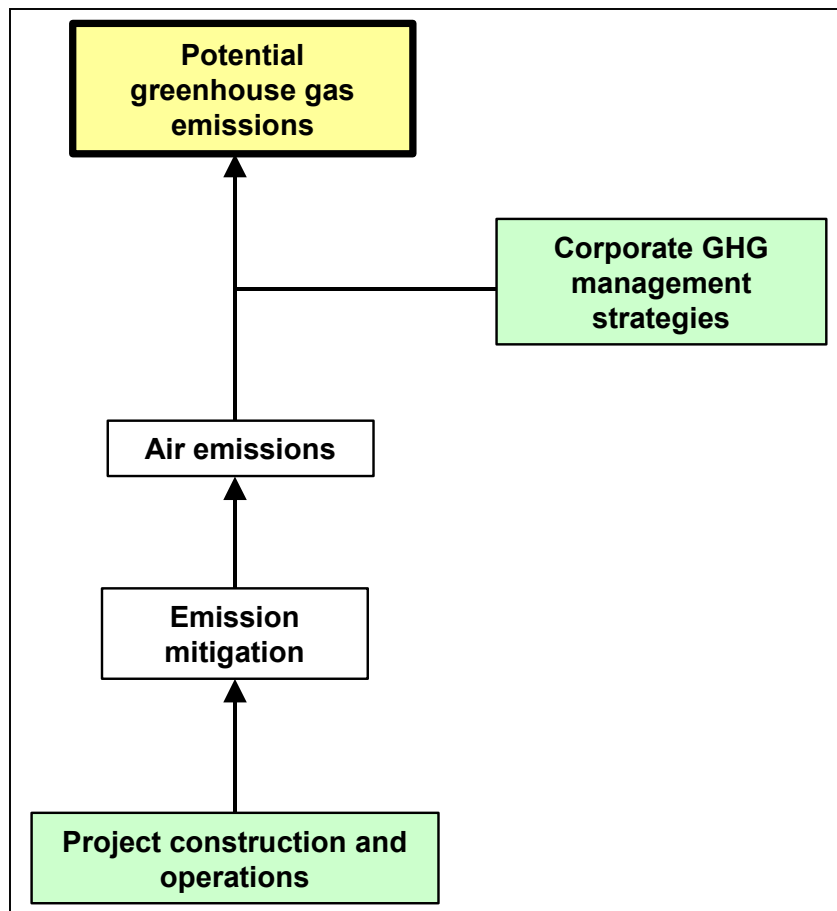 Potential
greenhouse gas
emissions
Corporate GHG
management
strategies
Air emissions
Emission
mitigation
Project construction and
operations